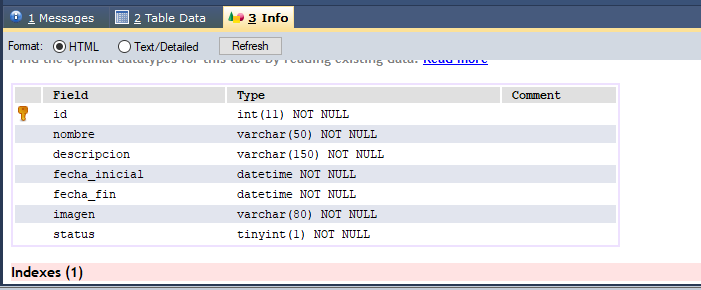 1 Messages 2 Table Data 3 Info
Format: HTML Text/Detailed Refresh
Find the optimal datatypes for this table by reading existing data. Read more
Field Type Comment
id int(11) NOT NULL
nombre varchar(50) NOT NULL
descripcion varchar(150) NOT NULL
fecha_inicial datetime NOT NULL
fecha_fin datetime NOT NULL
imagen varchar(80) NOT NULL
status tinyint(1) NOT NULL
Indexes (1)